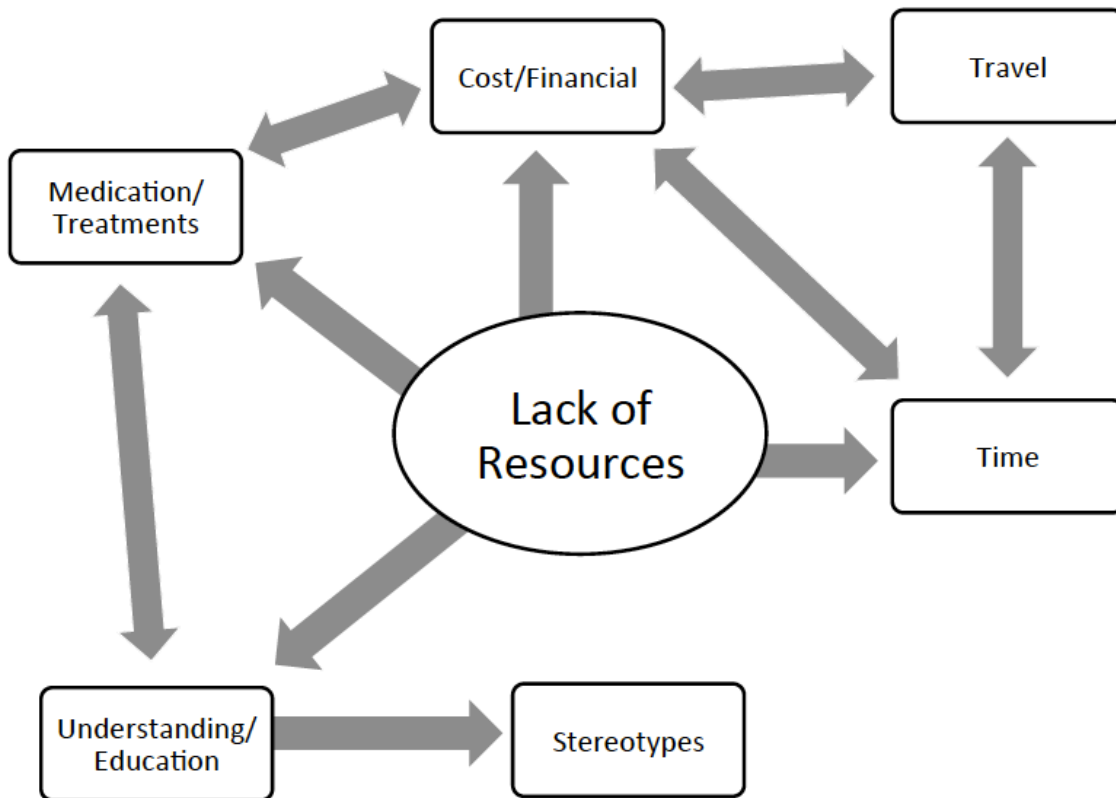 Cost/Financial
Travel
Medication/
Treatments
Lack of
Resources
Time
Understanding/
Education
Stereotypes